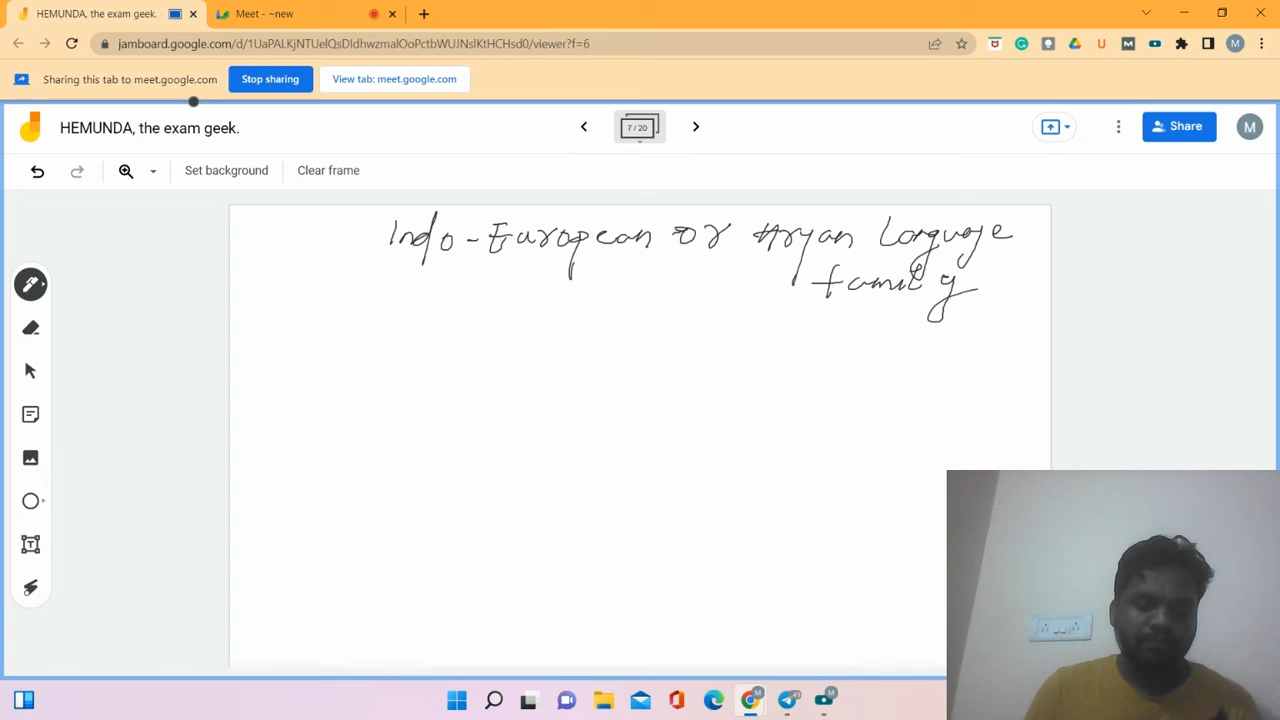 HEMUNDA, the exam geek.
Meet - ~new
jamboard.google.com/d/1UaPALKjNTUelQsDIdhwzmalOoPctbWUJNslKtHCHsd0/viewer?f=6
M
Sharing this tab to meet.google.com
Stop sharing
View tab: meet.google.com
HEMUNDA, the exam geek.
7 / 20
Share
M
Set background
Clear frame
Indo-European or Aryan Language
family